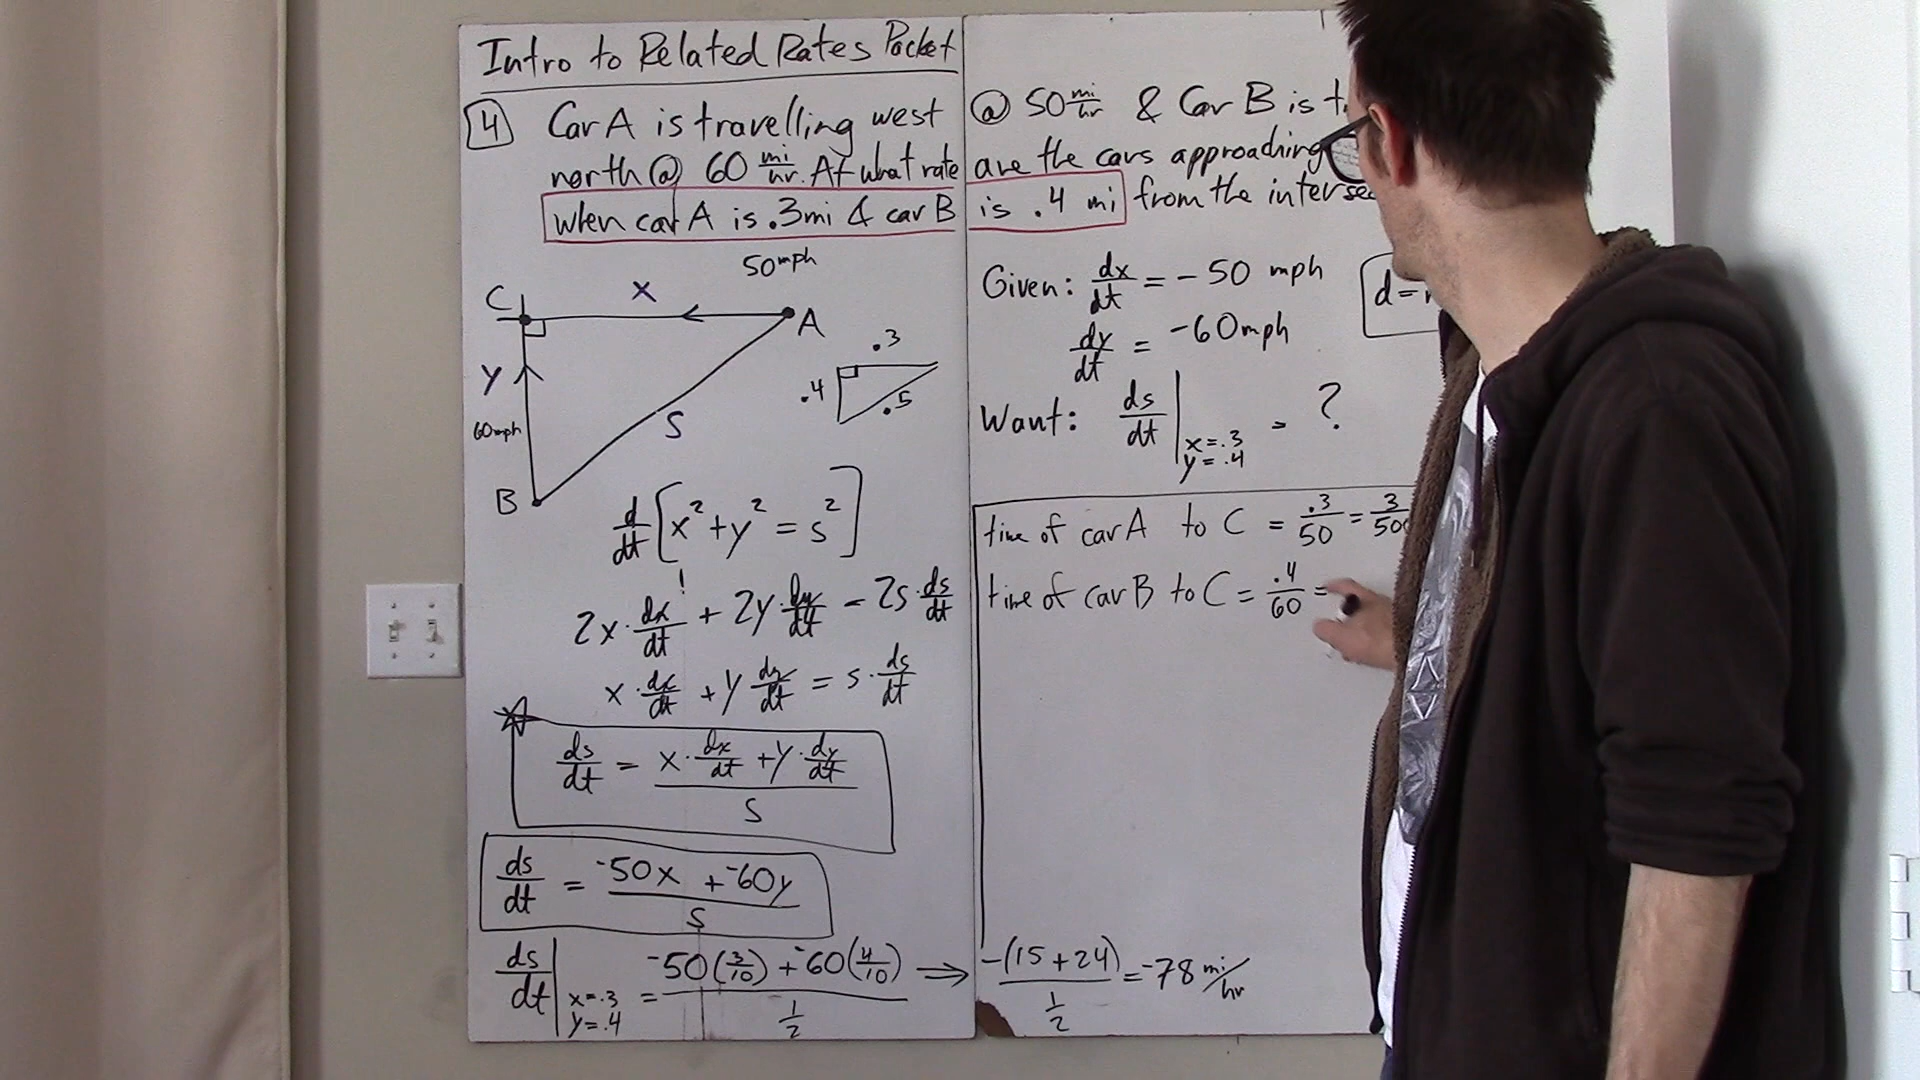 Intro to Related Rates Packet
4 Car A is travelling west @ 50 mi/hr & Car B is
north @ 60 mi/hr. At what rate are the cars approaching
when car A is .3mi & car B is .4 mi from the
50mph
C x A
y
60mph
S
B
.3
.4
.5
Given: dx/dt = -50 mph
dy/dt = -60mph
d=
Want: ds/dt | x=.3 y=.4 = ?
d/dt [x² + y² = s²]
2x · dx/dt + 2y · dy/dt = 2s · ds/dt
x · dx/dt + y dy/dt = s · ds/dt
ds/dt = (x · dx/dt + y · dy/dt) / s
ds/dt = (-50x + -60y) / s
ds/dt | x=.3 y=.4 = (-50(3/10) + -60(4/10)) / (1/2) ⇒ -(15+24) / (1/2) = -78 mi/hr
time of car A to C = .3/50 = 3/500
time of car B to C = .4/60 =